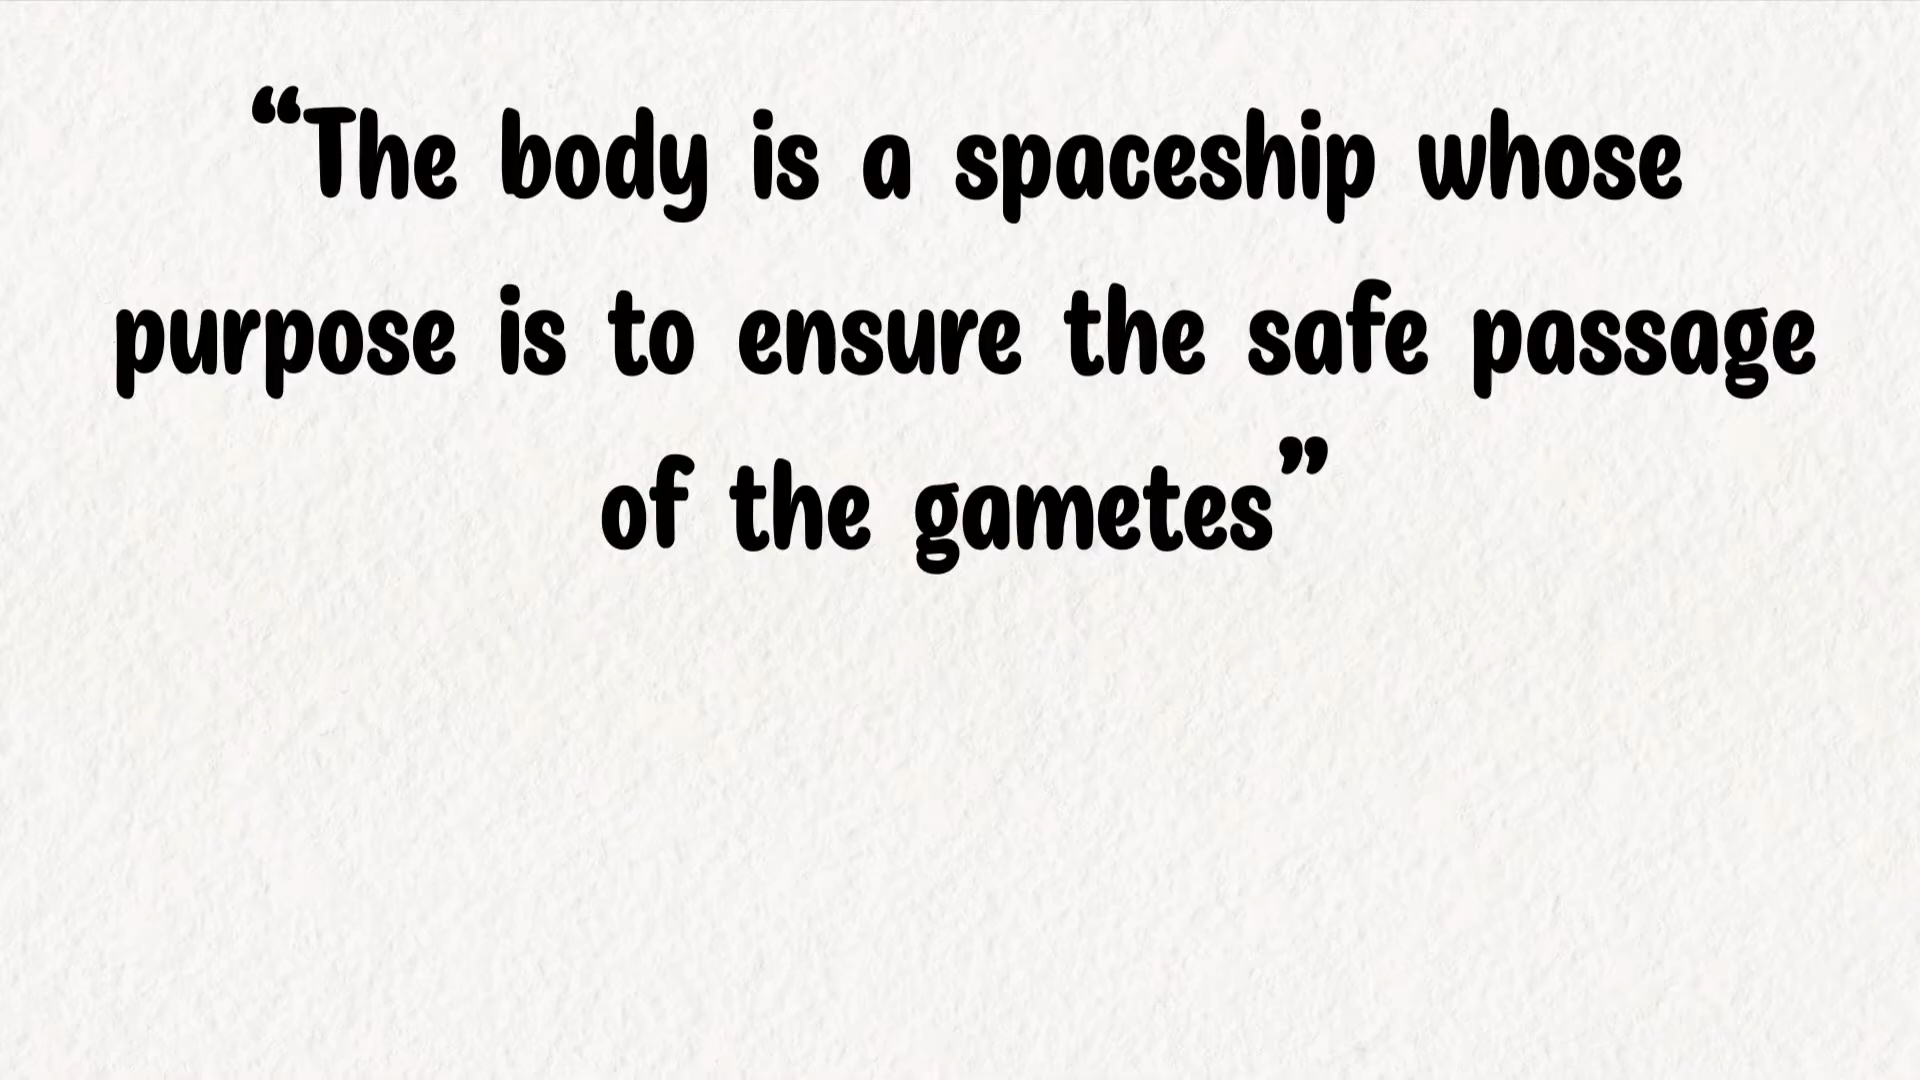 “The body is a spaceship whose
purpose is to ensure the safe passage
of the gametes”